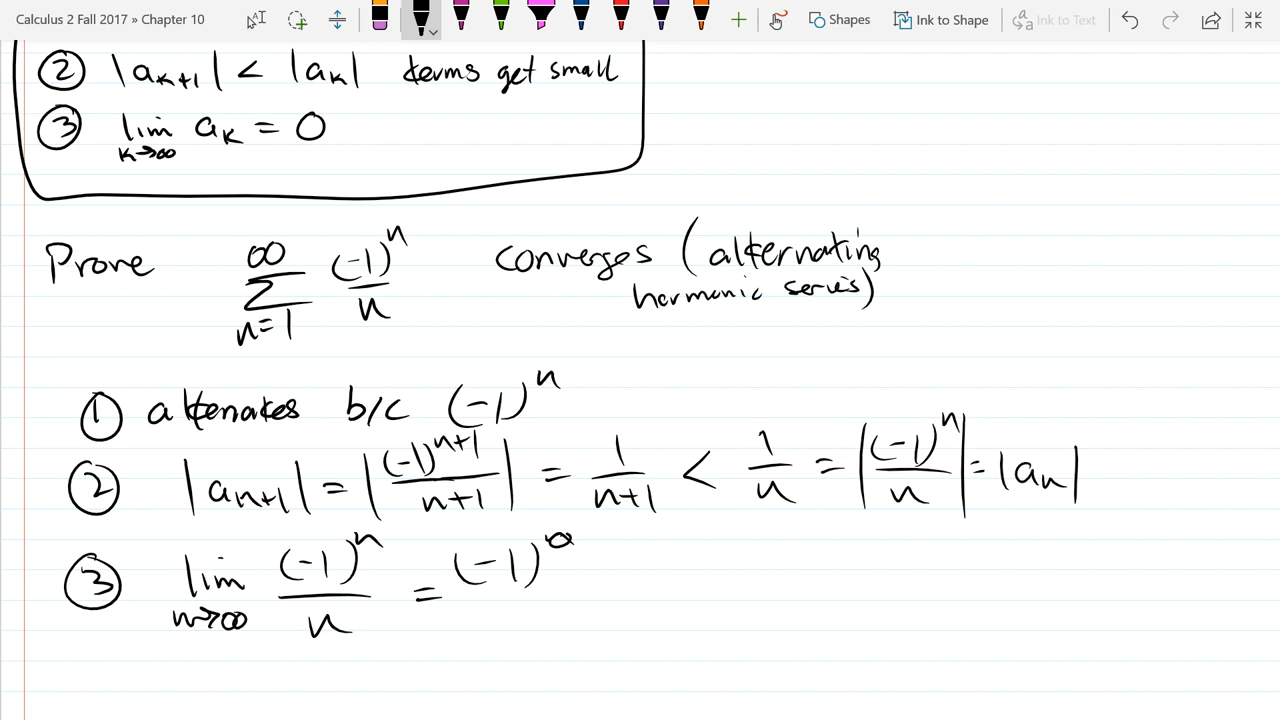 Calculus 2 Fall 2017 » Chapter 10 Shapes Ink to Shape Ink to Text
② |aₖ₊₁| < |aₖ| terms get small
③ lim aₖ = 0
k→∞
Prove ∞ Σ n=1 (-1)ⁿ/n converges (alternating
harmonic series)
① altenates b/c (-1)ⁿ
② |aₙ₊₁| = |(-1)ⁿ⁺¹/n+1| = 1/n+1 < 1/n = |(-1)ⁿ/n| = |aₙ|
③ lim n→∞ (-1)ⁿ/n = (-1)